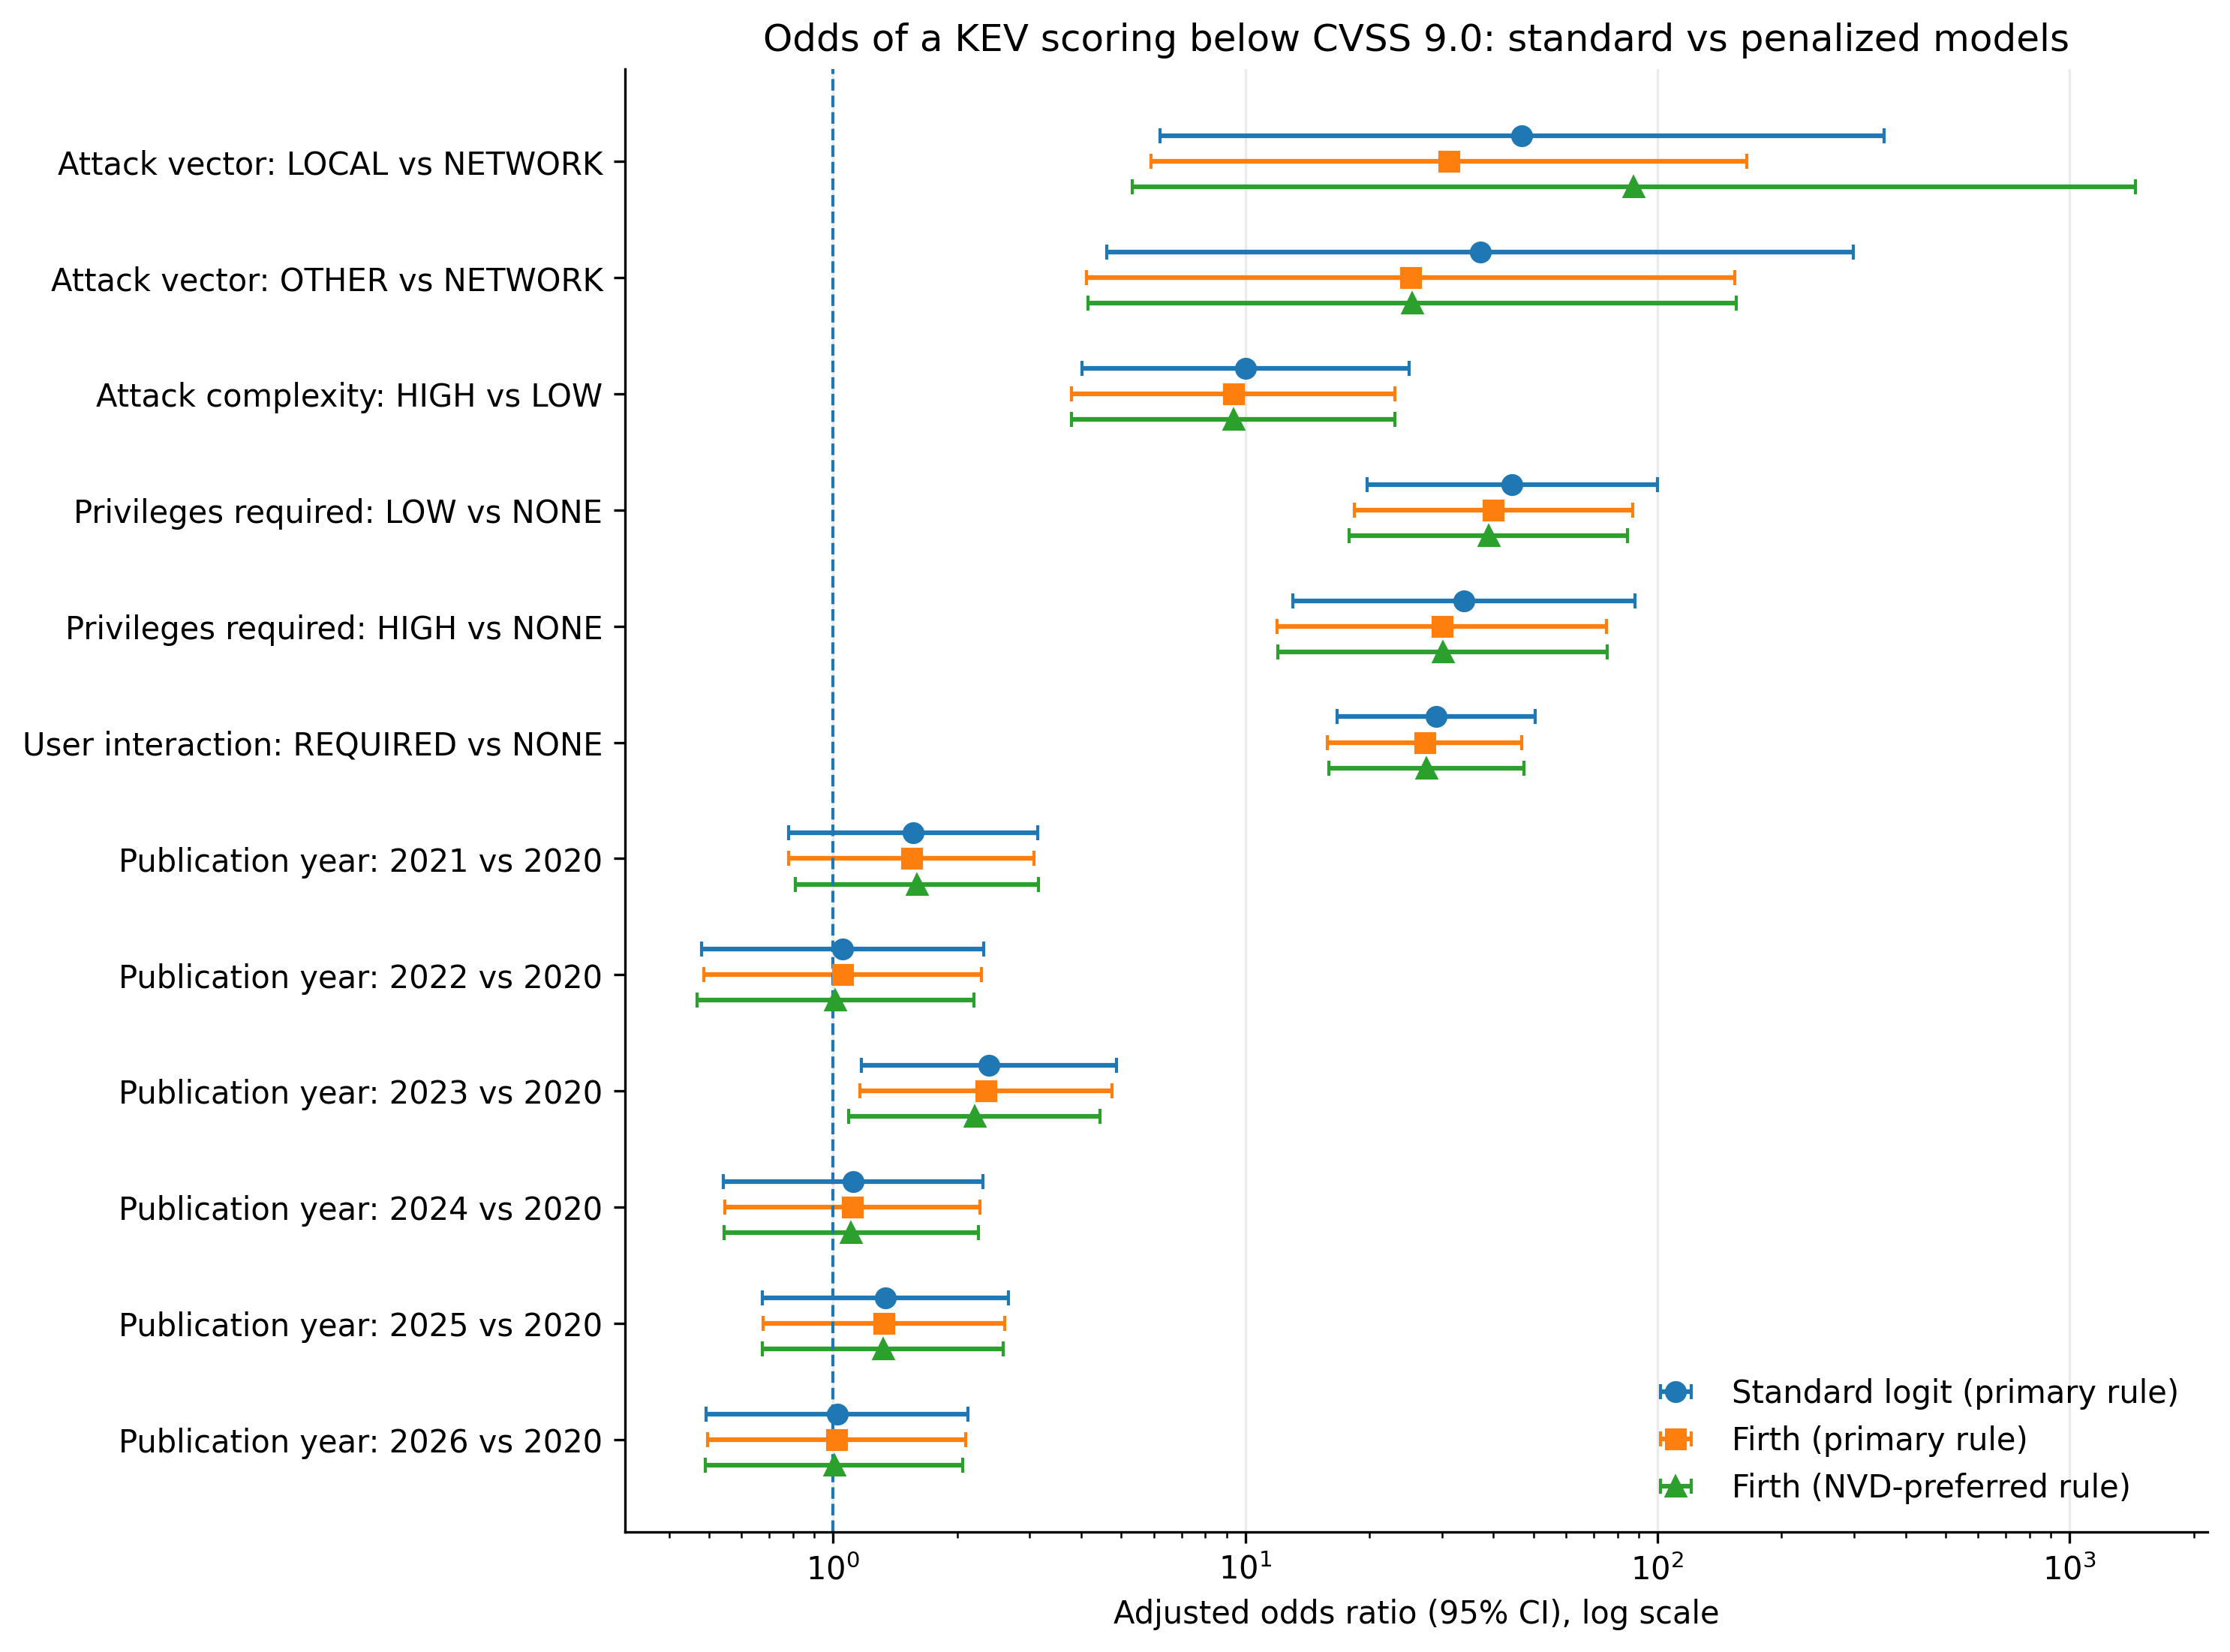 Odds of a KEV scoring below CVSS 9.0: standard vs penalized models
Attack vector: LOCAL vs NETWORK
Attack vector: OTHER vs NETWORK
Attack complexity: HIGH vs LOW
Privileges required: LOW vs NONE
Privileges required: HIGH vs NONE
User interaction: REQUIRED vs NONE
Publication year: 2021 vs 2020
Publication year: 2022 vs 2020
Publication year: 2023 vs 2020
Publication year: 2024 vs 2020
Publication year: 2025 vs 2020
Publication year: 2026 vs 2020
Standard logit (primary rule)
Firth (primary rule)
Firth (NVD-preferred rule)
10⁰ 10¹ 10² 10³
Adjusted odds ratio (95% CI), log scale